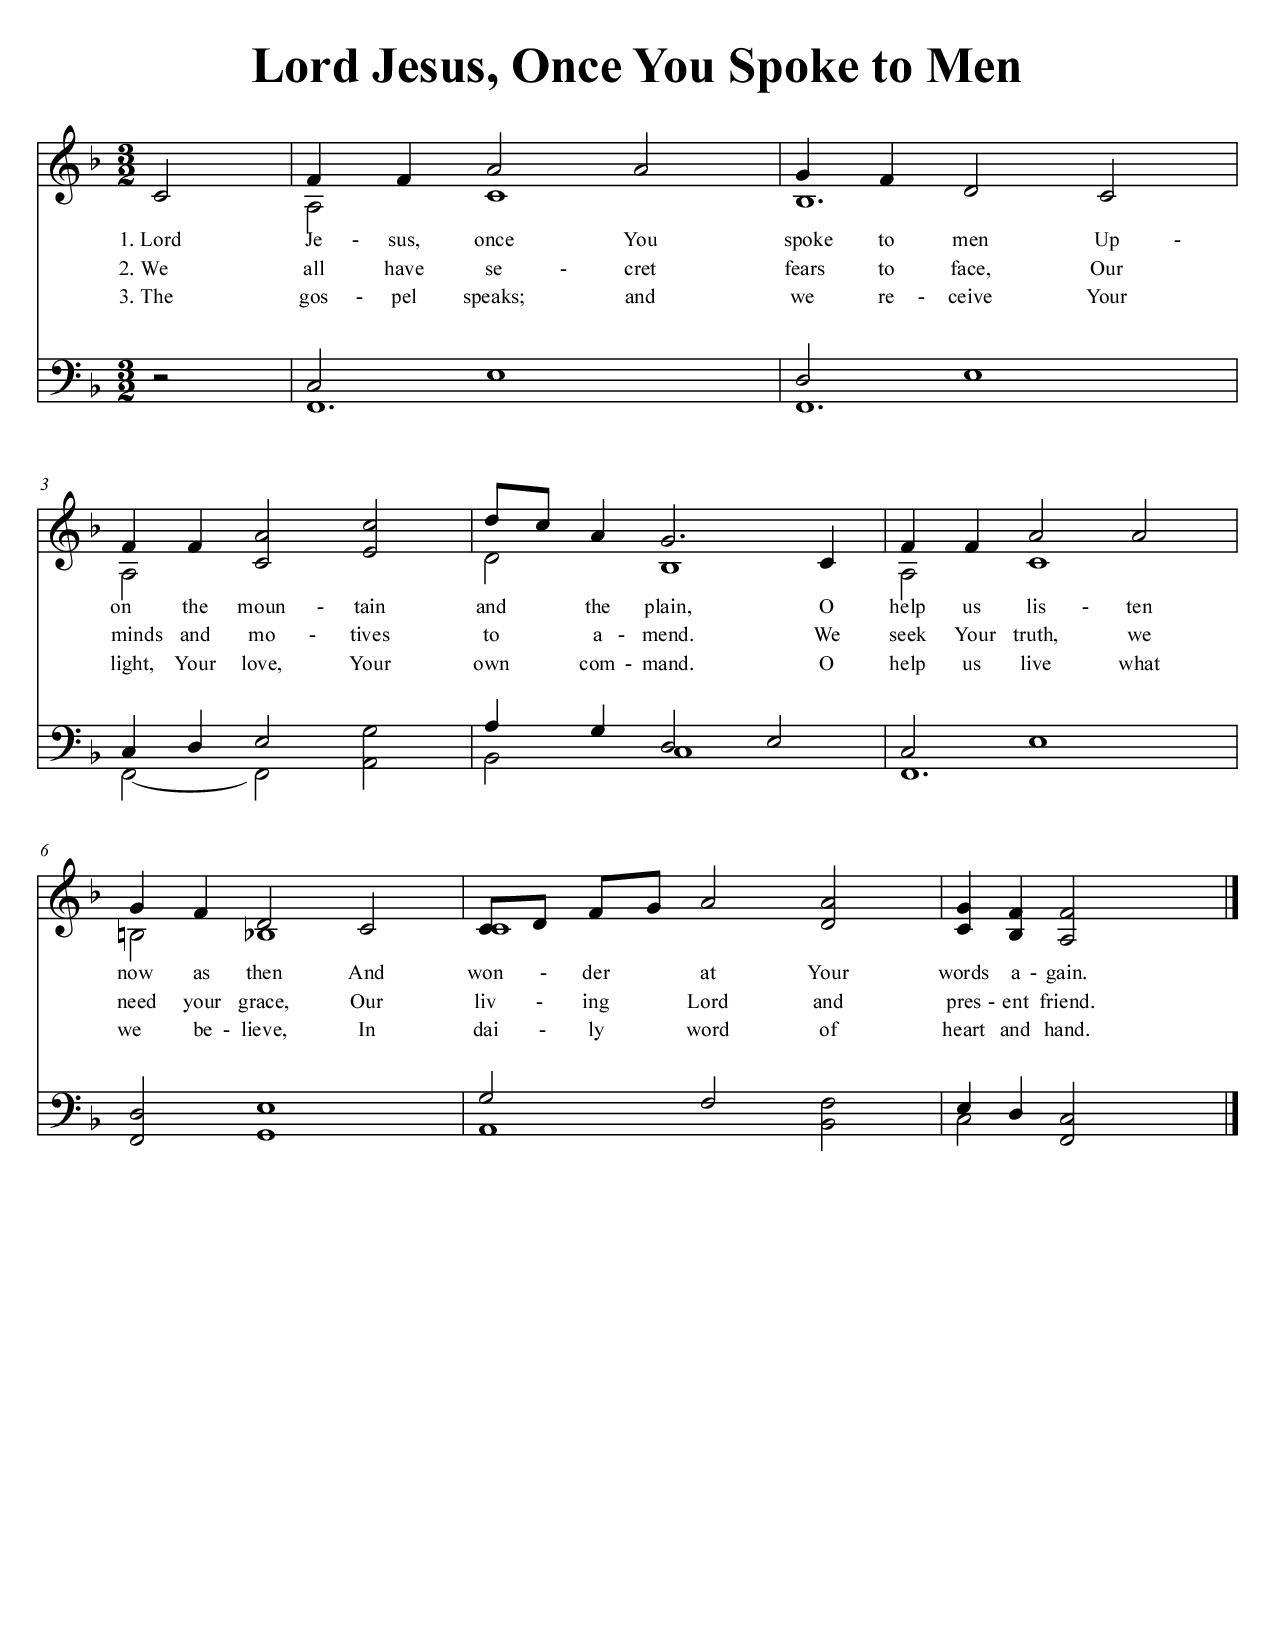 Lord Jesus, Once You Spoke to Men
3 2
1. Lord Je - sus, once You spoke to men Up -
2. We all have se - cret fears to face, Our
3. The gos - pel speaks; and we re - ceive Your
3 2
3
on the moun - tain and the plain, O help us lis - ten
minds and mo - tives to a - mend. We seek Your truth, we
light, Your love, Your own com - mand. O help us live what
6
now as then And won - der at Your words a - gain.
need your grace, Our liv - ing Lord and pres - ent friend.
we be - lieve, In dai - ly word of heart and hand.